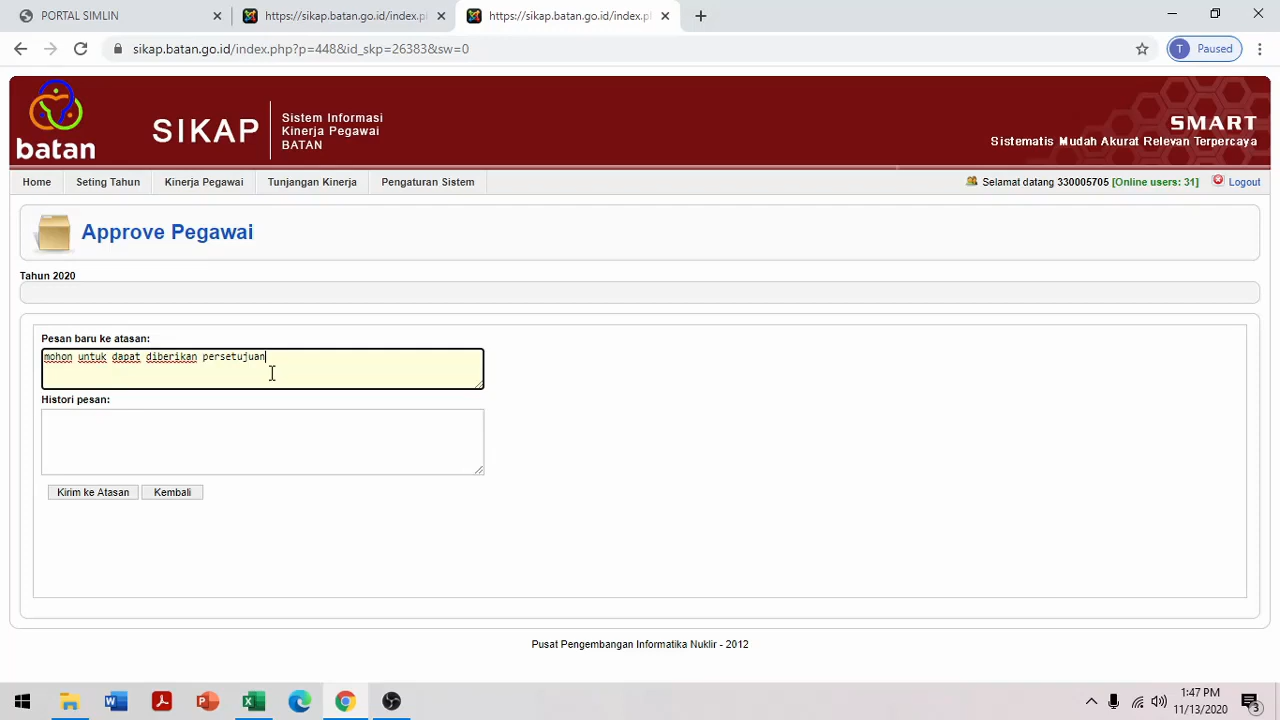 PORTAL SIMLIN
https://sikap.batan.go.id/index.p
https://sikap.batan.go.id/index.p
sikap.batan.go.id/index.php?p=448&id_skp=26383&sw=0
T Paused
batan
SIKAP
Sistem Informasi
Kinerja Pegawai
BATAN
SMART
Sistematis Mudah Akurat Relevan Terpercaya
Home Seting Tahun Kinerja Pegawai Tunjangan Kinerja Pengaturan Sistem
Selamat datang 330005705 [Online users: 31] Logout
Approve Pegawai
Tahun 2020
Pesan baru ke atasan:
mohon untuk dapat diberikan persetujuan
Histori pesan:
Kirim ke Atasan Kembali
Pusat Pengembangan Informatika Nuklir - 2012
1:47 PM
11/13/2020
3